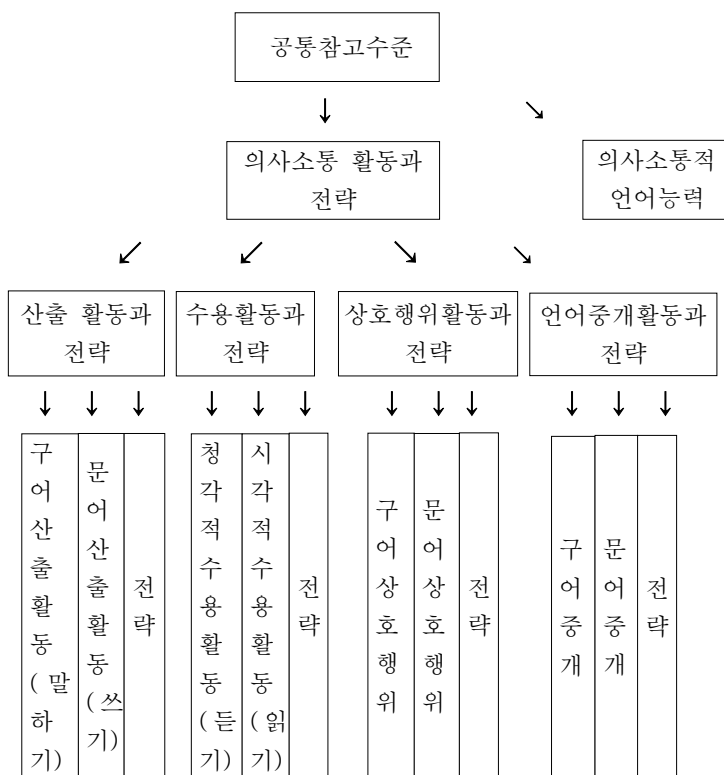 공통참고수준
↓
↘
의사소통 활동과
전략
의사소통적
언어능력
↙
↙
↘
↘
산출 활동과
전략
수용활동과
전략
상호행위활동과
전략
언어중개활동과
전략
↓ ↓ ↓
↓ ↓ ↓
↓ ↓ ↓
↓ ↓ ↓
구어산출활동(말하기)
문어산출활동(쓰기)
전략
청각적수용활동(듣기)
시각적수용활동(읽기)
전략
구어상호행위
문어상호행위
전략
구어중개
문어중개
전략